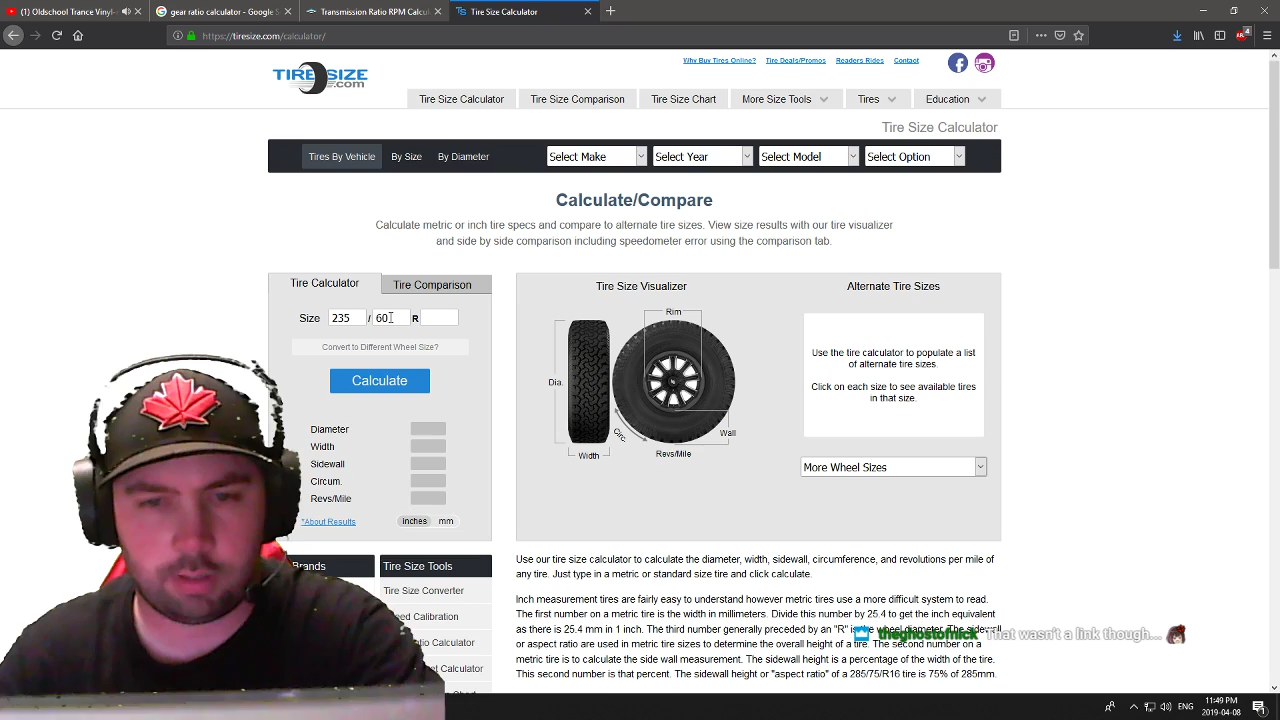 (1) Oldschool Trance Vinyl-
gear ratio calculator - Google S
Transmission Ratio RPM Calcul
Tire Size Calculator
https://tiresize.com/calculator/
4
TIRE SIZE
.com
Why Buy Tires Online?
Tire Deals/Promos
Readers Rides
Contact
Tire Size Calculator
Tire Size Comparison
Tire Size Chart
More Size Tools
Tires
Education
Tire Size Calculator
Tires By Vehicle
By Size
By Diameter
Select Make
Select Year
Select Model
Select Option
Calculate/Compare
Calculate metric or inch tire specs and compare to alternate tire sizes. View size results with our tire visualizer
and side by side comparison including speedometer error using the comparison tab.
Tire Calculator
Tire Comparison
Size 235 / 60 R
Convert to Different Wheel Size?
Calculate
Diameter
Width
Sidewall
Circum.
Revs/Mile
*About Results
inches mm
Tire Size Visualizer
Rim
Dia.
Circ.
Wall
Width
Revs/Mile
Alternate Tire Sizes
Use the tire calculator to populate a list
of alternate tire sizes.
Click on each size to see available tires
in that size.
More Wheel Sizes
Brands
Tire Size Tools
Tire Size Converter
Calibration
Calculator
Calculator
Use our tire size calculator to calculate the diameter, width, sidewall, circumference, and revolutions per mile of
any tire. Just type in a metric or standard size tire and click calculate.
Inch measurement tires are fairly easy to understand however metric tires use a more difficult system to read.
The first number on a metric tire is the width in millimeters. Divide this number by 25.4 to get the inch equivalent
as there is 25.4 mm in 1 inch. The third number generally preceded by an "R" is the wheel diameter. The sidewall
or aspect ratio are used in metric tire sizes to determine the overall height of a tire. The second number on a
metric tire is to calculate the side wall measurement. The sidewall height is a percentage of the width of the tire.
This second number is that percent. The sidewall height or "aspect ratio" of a 285/75/R16 tire is 75% of 285mm.
theghostofmick That wasn't a link though...
ENG
11:49 PM
2019-04-08